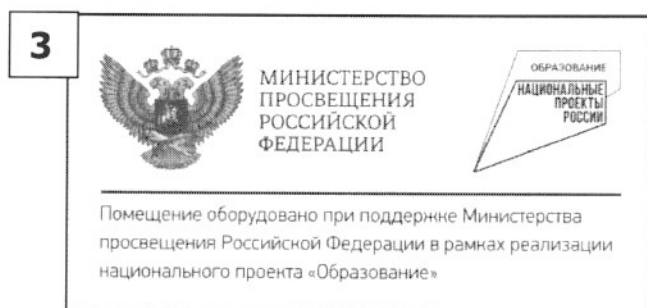 3
МИНИСТЕРСТВО
ПРОСВЕЩЕНИЯ
РОССИЙСКОЙ
ФЕДЕРАЦИИ
ОБРАЗОВАНИЕ
НАЦИОНАЛЬНЫЕ
ПРОЕКТЫ
РОССИИ
Помещение оборудовано при поддержке Министерства
просвещения Российской Федерации в рамках реализации
национального проекта «Образование»